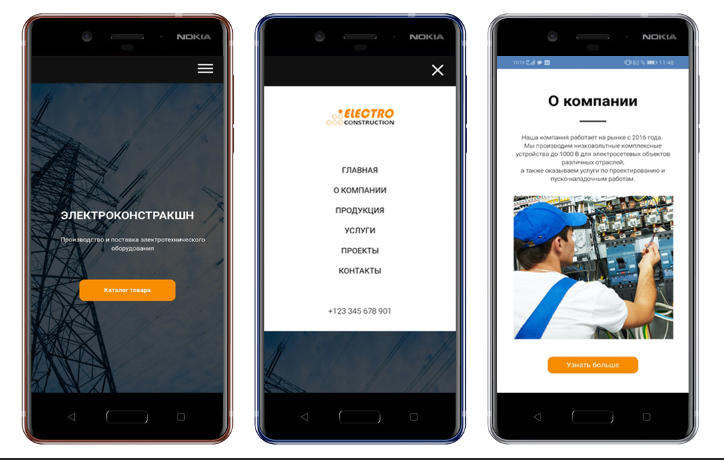 NOKIA
ЭЛЕКТРОКОНСТРАКШН
Производство и поставка электротехнического
оборудования
Каталог товара
NOKIA
ELECTRO
CONSTRUCTION
ГЛАВНАЯ
О КОМПАНИИ
ПРОДУКЦИЯ
УСЛУГИ
ПРОЕКТЫ
КОНТАКТЫ
+123 345 678 901
NOKIA
11:48
О компании
Наша компания работает на рынке с 2016 года.
Мы производим низковольтные комплексные
устройства до 1000 В для электросетевых объектов
различных отраслей,
а также оказываем услуги по проектированию и
пуско-наладочным работам.
Узнать больше